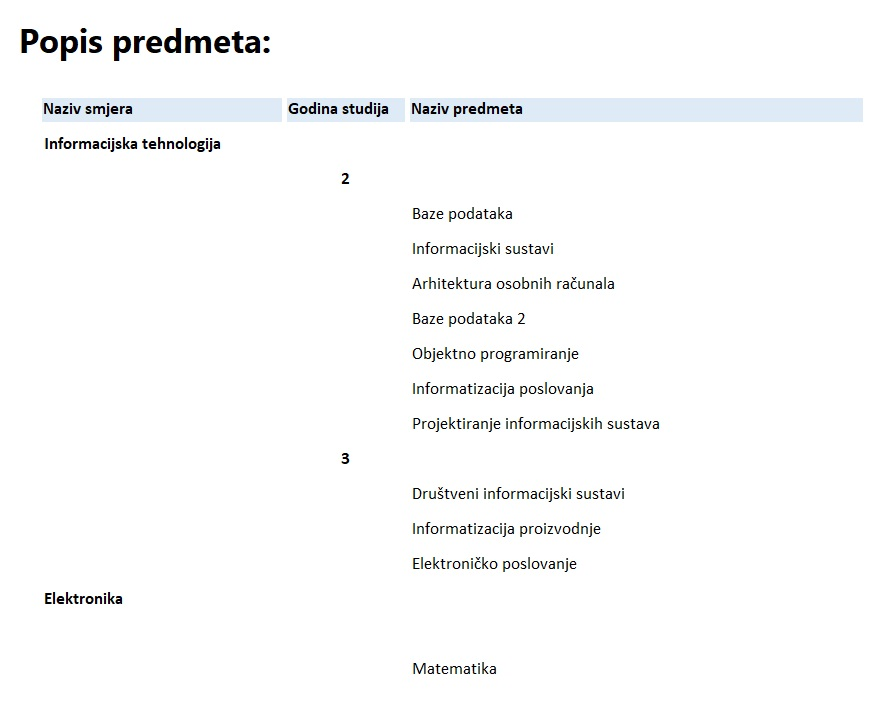 Popis predmeta:
Naziv smjera Godina studija Naziv predmeta
Informacijska tehnologija
2
Baze podataka
Informacijski sustavi
Arhitektura osobnih računala
Baze podataka 2
Objektno programiranje
Informatizacija poslovanja
Projektiranje informacijskih sustava
3
Društveni informacijski sustavi
Informatizacija proizvodnje
Elektroničko poslovanje
Elektronika
Matematika